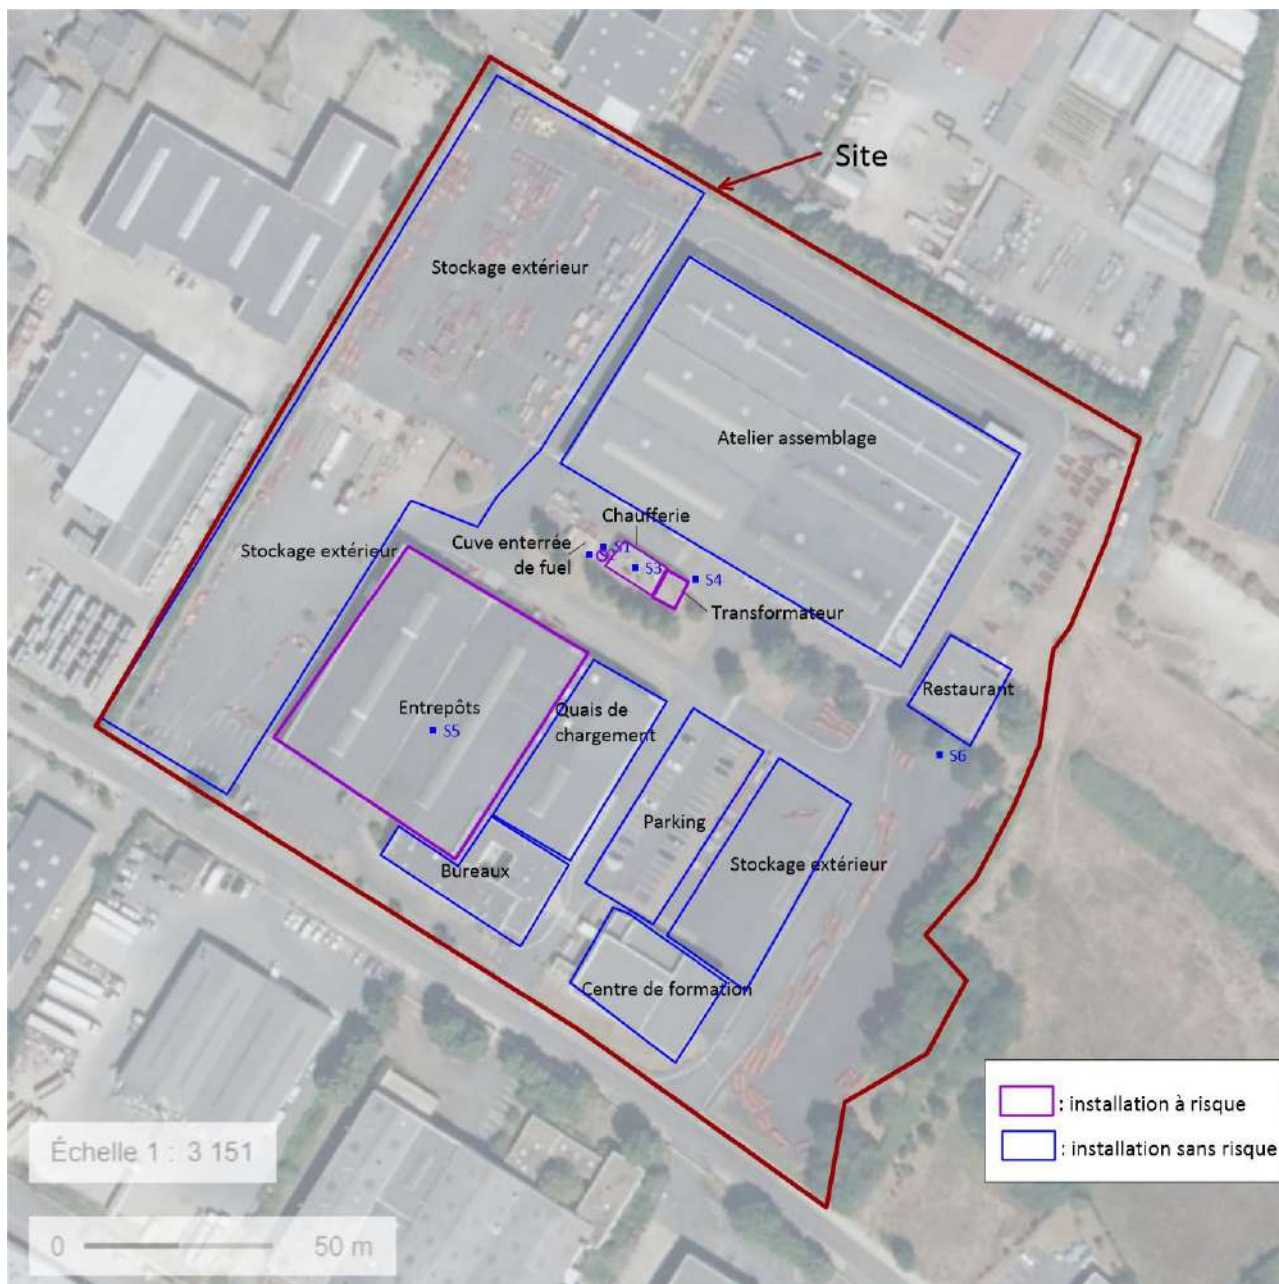 Site
Stockage extérieur
Atelier assemblage
Chaufferie
Cuve enterrée
de fuel
S1
S3
S4
Transformateur
Stockage extérieur
Restaurant
Entrepôts
S5
Quais de
chargement
S6
Parking
Stockage extérieur
Bureaux
Centre de formation
: installation à risque
: installation sans risque
Échelle 1 : 3 151
0
50 m